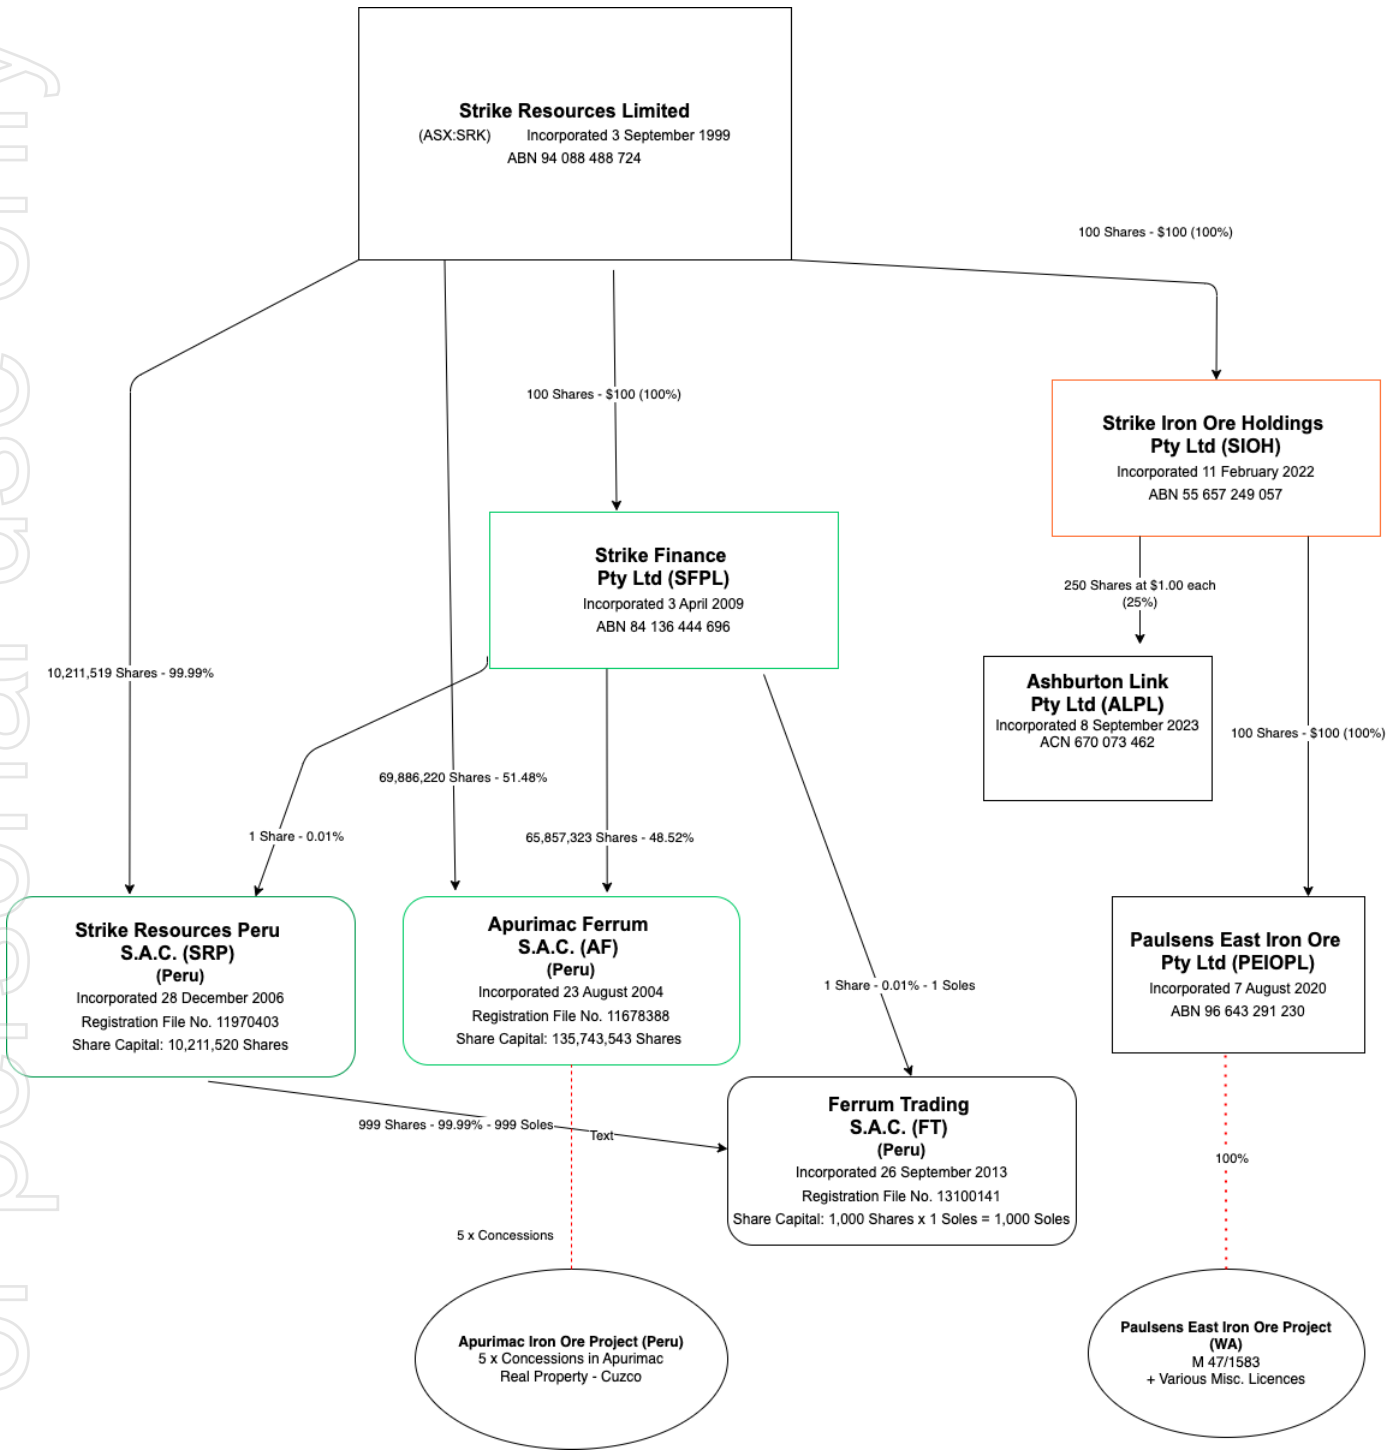 Strike Resources Limited
(ASX:SRK) Incorporated 3 September 1999
ABN 94 088 488 724
100 Shares - $100 (100%)
100 Shares - $100 (100%)
Strike Iron Ore Holdings
Pty Ltd (SIOH)
Incorporated 11 February 2022
ABN 55 657 249 057
Strike Finance
Pty Ltd (SFPL)
Incorporated 3 April 2009
ABN 84 136 444 696
250 Shares at $1.00 each
(25%)
10,211,519 Shares - 99.99%
Ashburton Link
Pty Ltd (ALPL)
Incorporated 8 September 2023
ACN 670 073 462
100 Shares - $100 (100%)
69,886,220 Shares - 51.48%
1 Share - 0.01%
65,857,323 Shares - 48.52%
Strike Resources Peru
S.A.C. (SRP)
(Peru)
Incorporated 28 December 2006
Registration File No. 11970403
Share Capital: 10,211,520 Shares
Apurimac Ferrum
S.A.C. (AF)
(Peru)
Incorporated 23 August 2004
Registration File No. 11678388
Share Capital: 135,743,543 Shares
1 Share - 0.01% - 1 Soles
Paulsens East Iron Ore
Pty Ltd (PEIOPL)
Incorporated 7 August 2020
ABN 96 643 291 230
999 Shares - 99.99% - 999 Soles
Text
Ferrum Trading
S.A.C. (FT)
(Peru)
Incorporated 26 September 2013
Registration File No. 13100141
Share Capital: 1,000 Shares x 1 Soles = 1,000 Soles
100%
5 x Concessions
Apurimac Iron Ore Project (Peru)
5 x Concessions in Apurimac
Real Property - Cuzco
Paulsens East Iron Ore Project
(WA)
M 47/1583
+ Various Misc. Licences